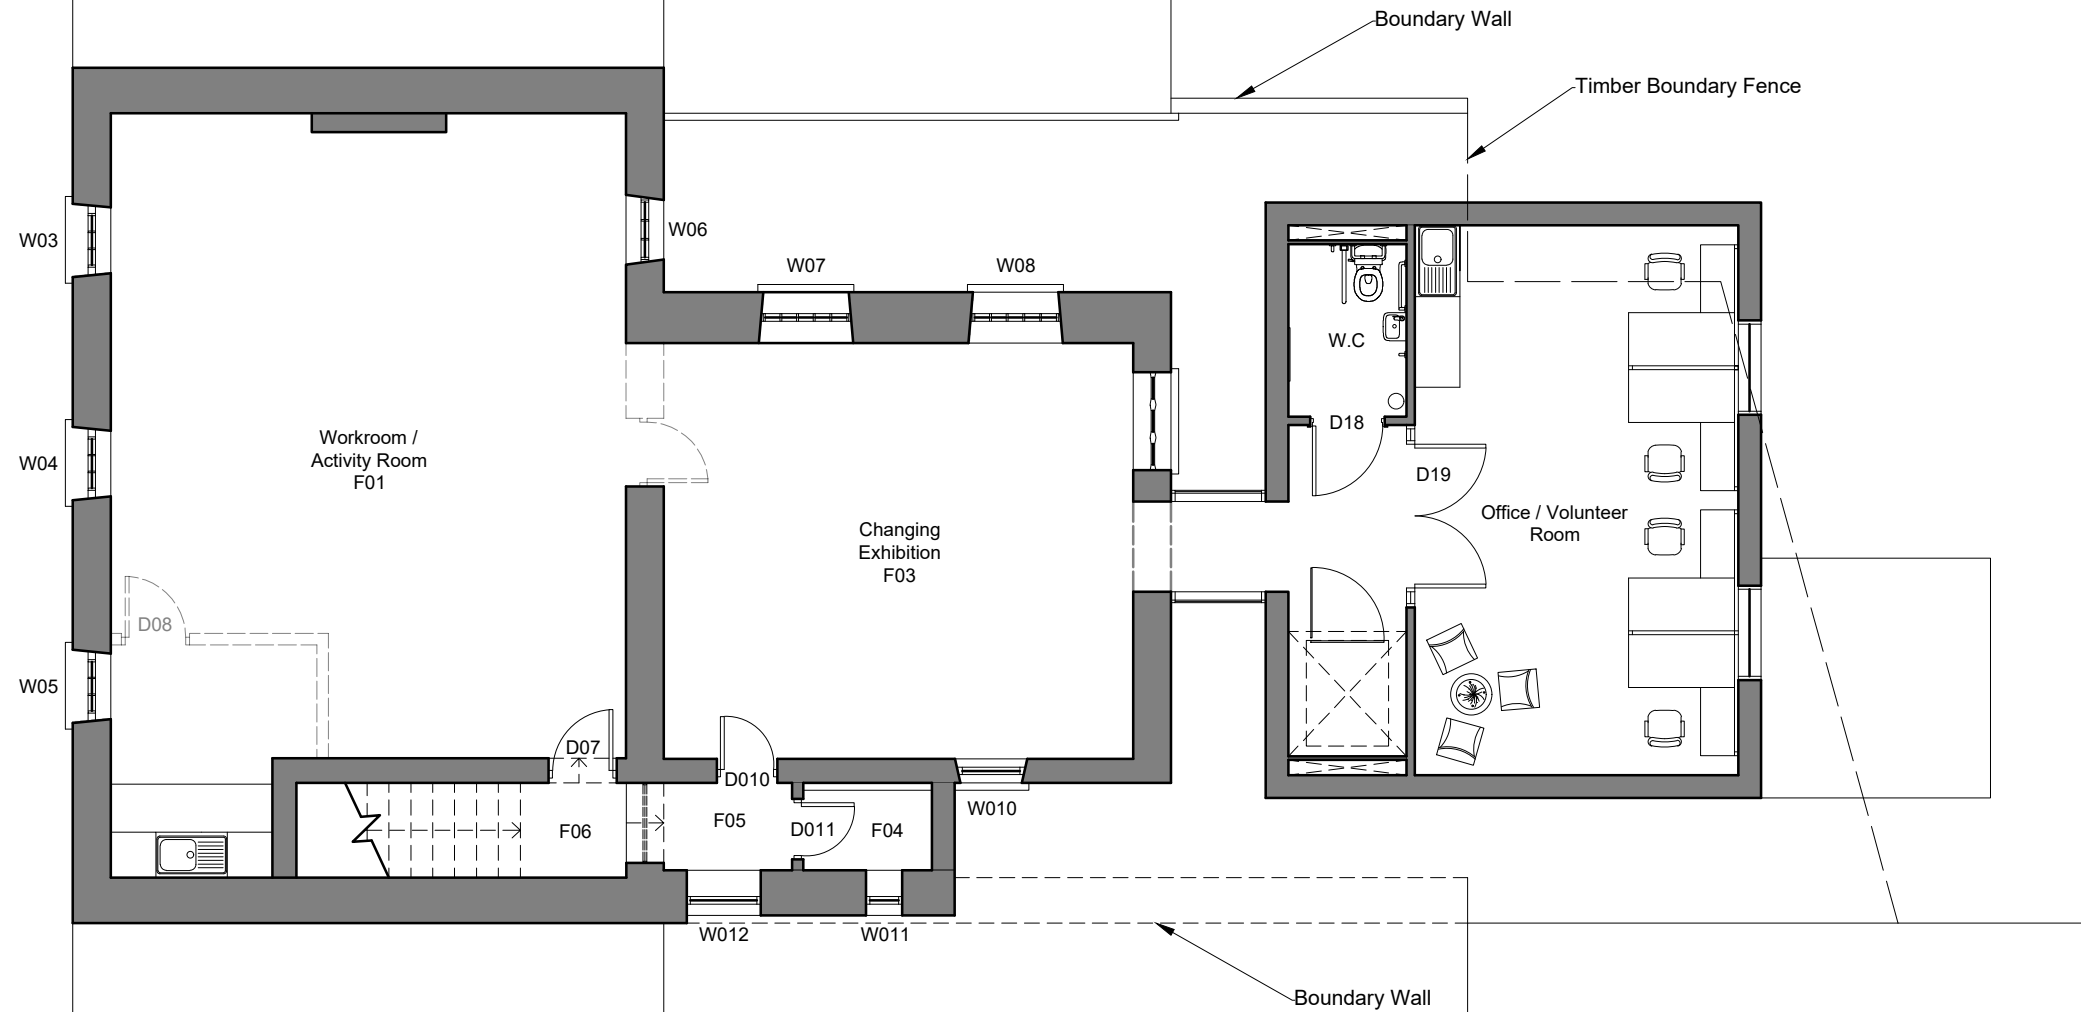 Boundary Wall
Timber Boundary Fence
W03
W06
W07
W08
W.C
D18
Workroom /
Activity Room
F01
W04
D19
Office / Volunteer
Room
Changing
Exhibition
F03
D08
W05
D07
D010
W010
F06
F05
D011
F04
W012
W011
Boundary Wall